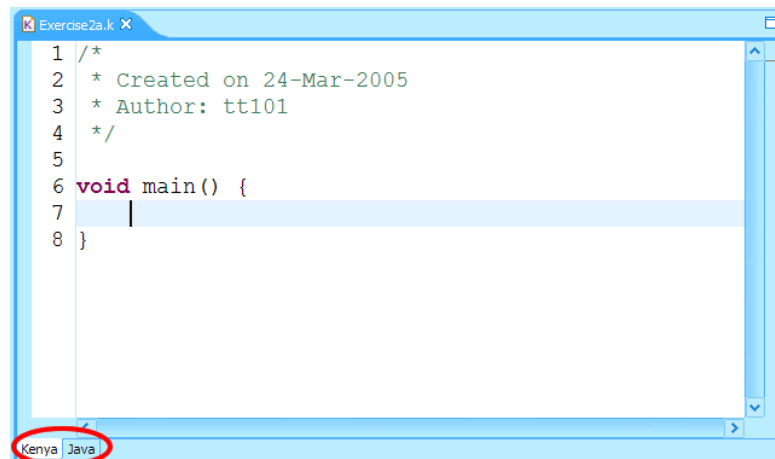 Exercise2a.k
1 /*
2  * Created on 24-Mar-2005
3  * Author: tt101
4  */
5
6 void main() {
7
8 }
Kenya Java